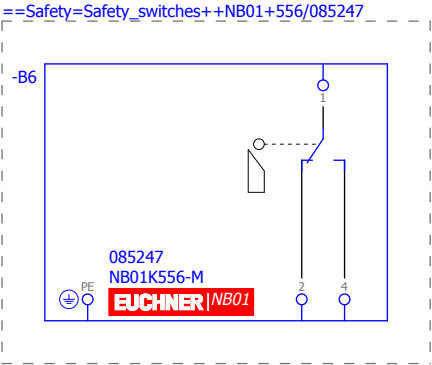 ==Safety=Safety_switches++NB01+556/085247
-B6
1
085247
NB01K556-M
PE
EUCHNER NB01
2
4